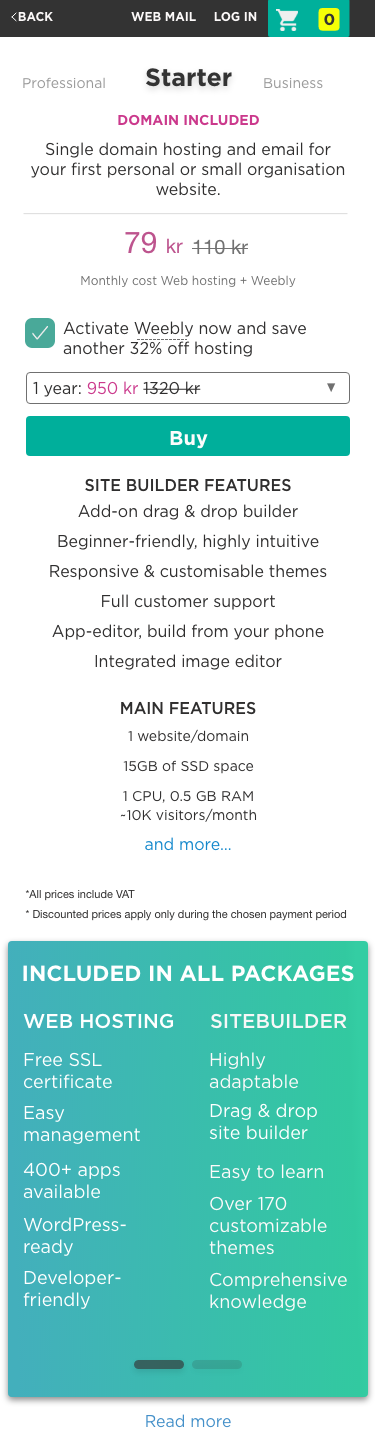 <BACK WEB MAIL LOG IN 0
Professional Starter Business
DOMAIN INCLUDED
Single domain hosting and email for
your first personal or small organisation
website.
79 kr 110 kr
Monthly cost Web hosting + Weebly
Activate Weebly now and save
another 32% off hosting
1 year: 950 kr 1320 kr
Buy
SITE BUILDER FEATURES
Add-on drag & drop builder
Beginner-friendly, highly intuitive
Responsive & customisable themes
Full customer support
App-editor, build from your phone
Integrated image editor
MAIN FEATURES
1 website/domain
15GB of SSD space
1 CPU, 0.5 GB RAM
~10K visitors/month
and more...
*All prices include VAT
* Discounted prices apply only during the chosen payment period
INCLUDED IN ALL PACKAGES
WEB HOSTING
Free SSL
certificate
Easy
management
400+ apps
available
WordPress-
ready
Developer-
friendly
SITEBUILDER
Highly
adaptable
Drag & drop
site builder
Easy to learn
Over 170
customizable
themes
Comprehensive
knowledge
Read more